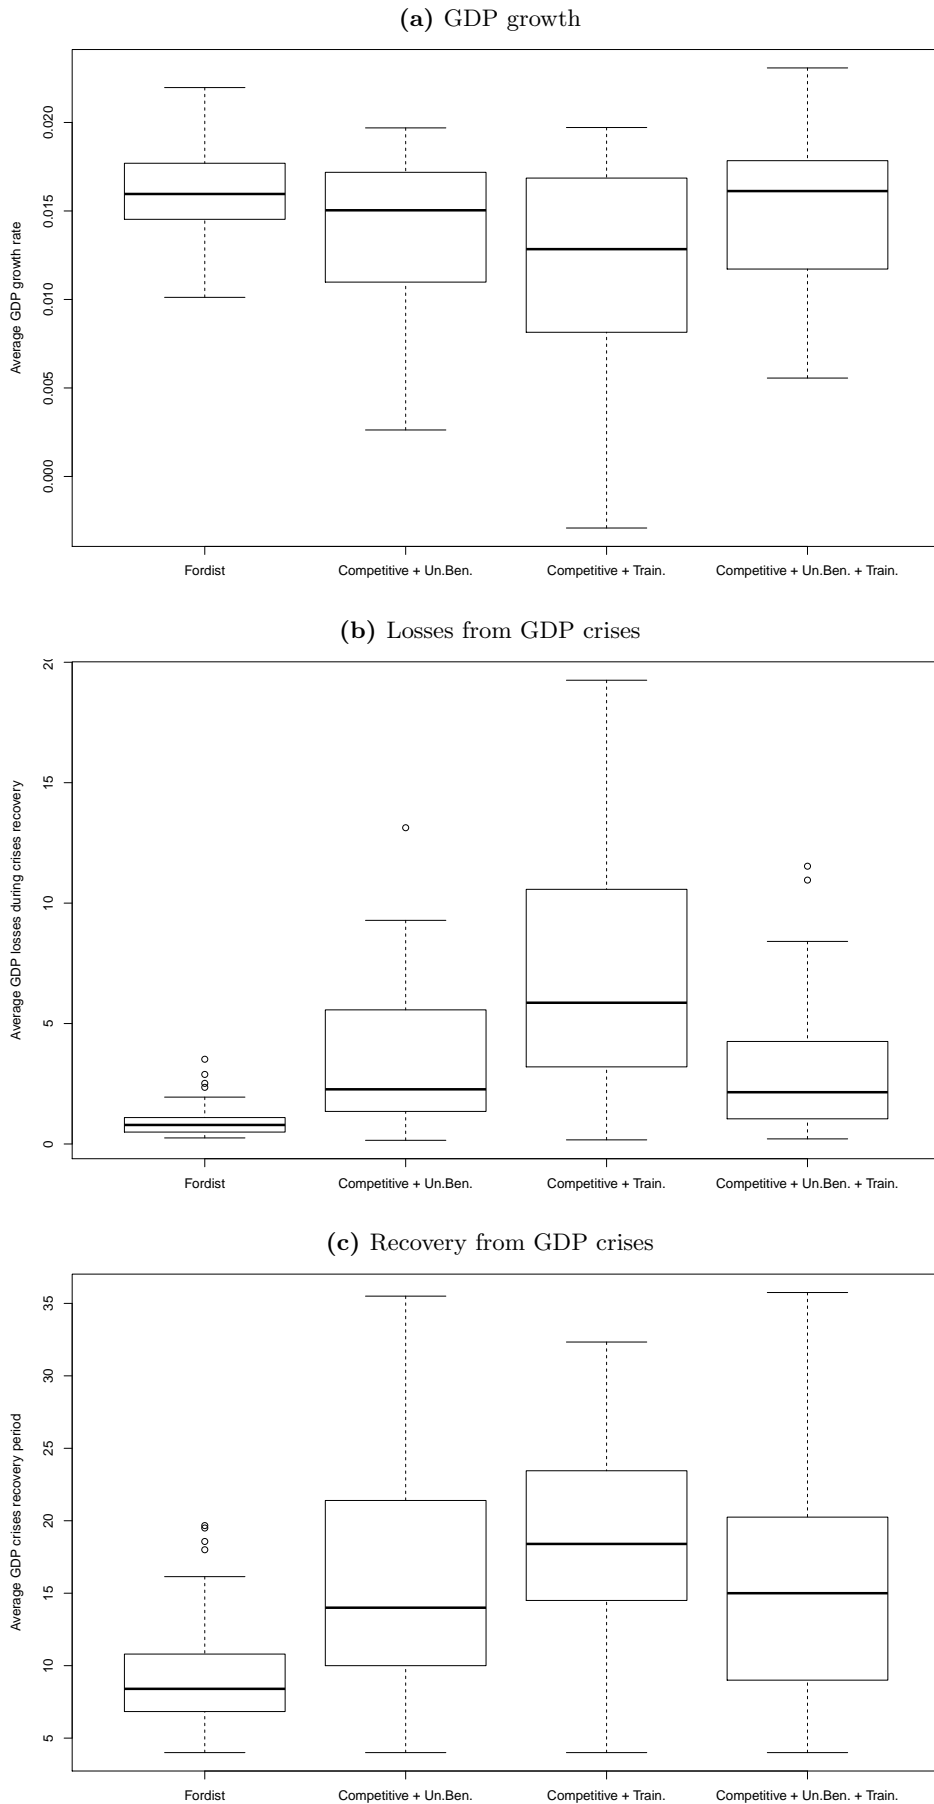 (a) GDP growth
Average GDP growth rate
0.020
0.015
0.010
0.005
0.000
Fordist
Competitive + Un.Ben.
Competitive + Train.
Competitive + Un.Ben. + Train.
(b) Losses from GDP crises
Average GDP losses during crises recovery
20
15
10
5
0
Fordist
Competitive + Un.Ben.
Competitive + Train.
Competitive + Un.Ben. + Train.
(c) Recovery from GDP crises
Average GDP crises recovery period
35
30
25
20
15
10
5
Fordist
Competitive + Un.Ben.
Competitive + Train.
Competitive + Un.Ben. + Train.